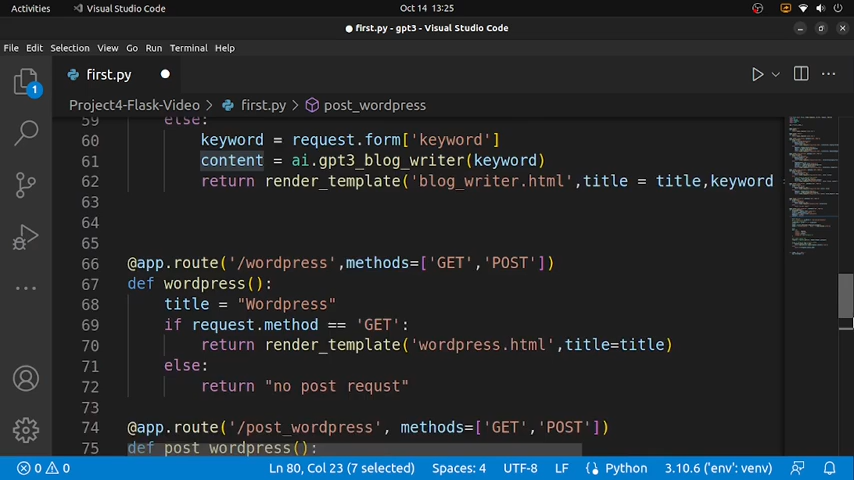 Activities
Visual Studio Code
Oct 14 13:25
first.py - gpt3 - Visual Studio Code
File Edit Selection View Go Run Terminal Help
1
first.py
Project4-Flask-Video > first.py > post_wordpress
59 else:
60 keyword = request.form['keyword']
61 content = ai.gpt3_blog_writer(keyword)
62 return render_template('blog_writer.html',title = title,keyword
63
64
65
66 @app.route('/wordpress',methods=['GET','POST'])
67 def wordpress():
68 title = "Wordpress"
69 if request.method == 'GET':
70 return render_template('wordpress.html',title=title)
71 else:
72 return "no post requst"
73
74 @app.route('/post_wordpress', methods=['GET','POST'])
75 def post_wordpress():
0 0 Ln 80, Col 23 (7 selected) Spaces: 4 UTF-8 LF Python 3.10.6 ('env': venv)